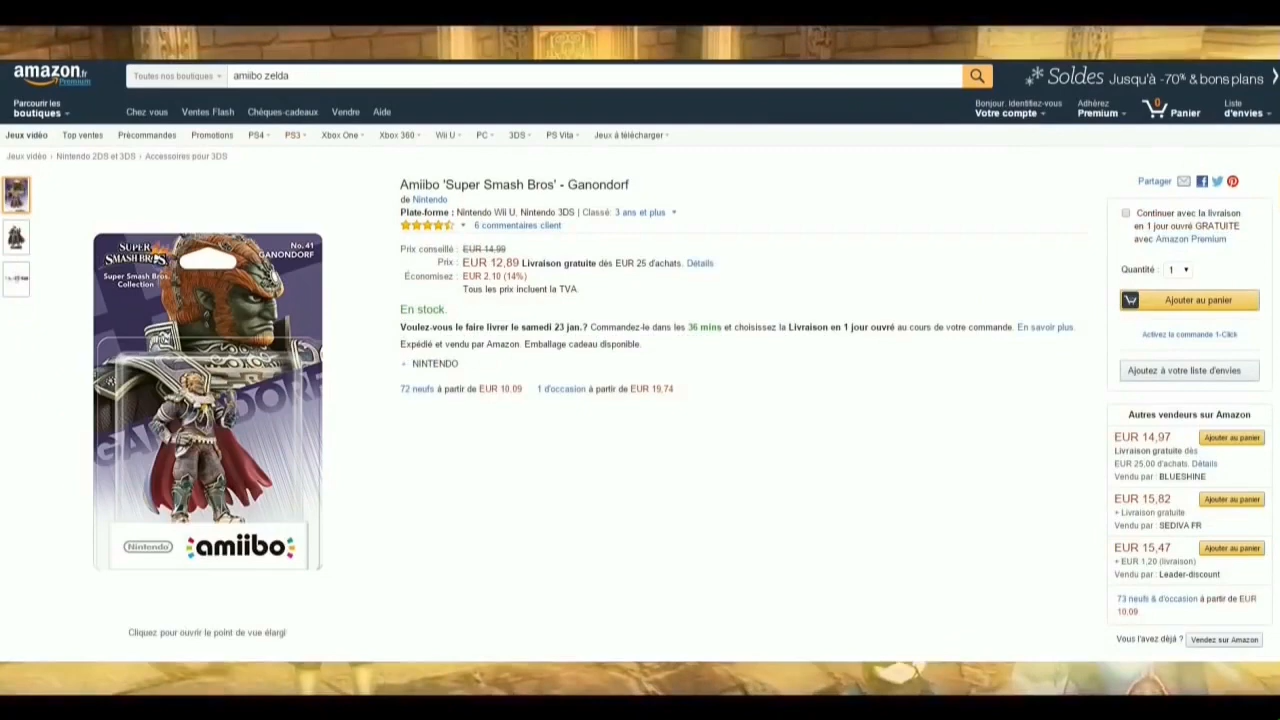 amazon.fr
Premium
Toutes nos boutiques
amiibo zelda
Soldes Jusqu'à -70% & bons plans
Parcourir les
boutiques
Chez vous Ventes Flash Chèques-cadeaux Vendre Aide
Bonjour. Identifiez-vous
Votre compte
Adhérez
Premium
0
Panier
Liste
d'envies
Jeux vidéo Top ventes Précommandes Promotions PS4 PS3 Xbox One Xbox 360 Wii U PC 3DS PS Vita Jeux à télécharger
Jeux vidéo › Nintendo 2DS et 3DS › Accessoires pour 3DS
Amiibo 'Super Smash Bros' - Ganondorf
de Nintendo
Plate-forme : Nintendo Wii U, Nintendo 3DS | Classé: 3 ans et plus
6 commentaires client
Prix conseillé : EUR 14,99
Prix : EUR 12,89 Livraison gratuite dès EUR 25 d'achats. Détails
Économisez : EUR 2,10 (14%)
Tous les prix incluent la TVA.
En stock.
Voulez-vous le faire livrer le samedi 23 jan.? Commandez-le dans les 36 mins et choisissez la Livraison en 1 jour ouvré au cours de votre commande. En savoir plus.
Expédié et vendu par Amazon. Emballage cadeau disponible.
NINTENDO
72 neufs à partir de EUR 10,09 1 d'occasion à partir de EUR 19,74
SUPER
SMASH BROS.
Super Smash Bros.
Collection
No. 41
GANONDORF
Nintendo
amiibo
Cliquez pour ouvrir le point de vue élargi
Partager
Continuer avec la livraison
en 1 jour ouvré GRATUITE
avec Amazon Premium
Quantité : 1
Ajouter au panier
Activez la commande 1-Click
Ajoutez à votre liste d'envies
Autres vendeurs sur Amazon
EUR 14,97 Ajouter au panier
Livraison gratuite dès
EUR 25,00 d'achats. Détails
Vendu par : BLUESHINE
EUR 15,82 Ajouter au panier
+ Livraison gratuite
Vendu par : SEDIVA FR
EUR 15,47 Ajouter au panier
+ EUR 1,20 (livraison)
Vendu par : Leader-discount
73 neufs & d'occasion à partir de EUR
10,09
Vous l'avez déjà ? Vendez sur Amazon